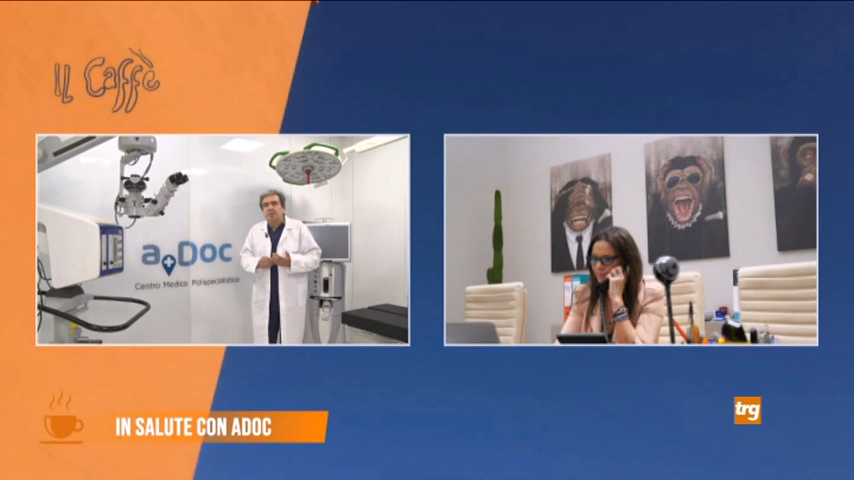 Il Caffè
a.Doc
Centro Medico Polispecialistico
IN SALUTE CON ADOC
trg